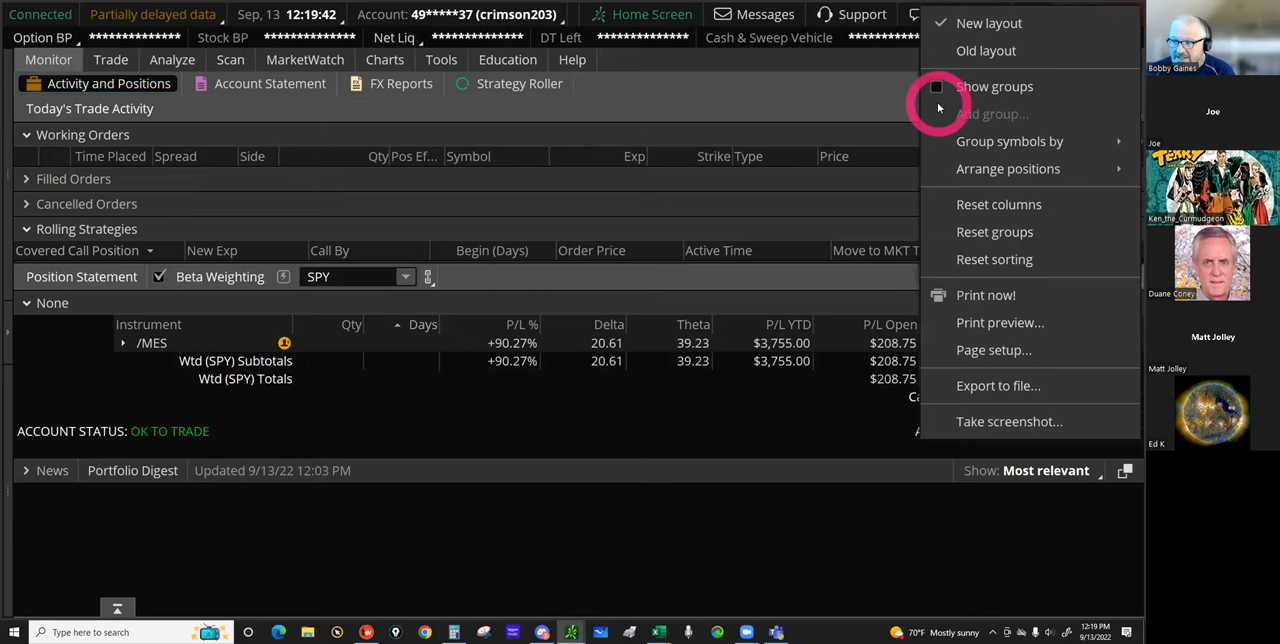 Connected Partially delayed data Sep, 13 12:19:42 Account: 49*****37 (crimson203) Home Screen Messages Support
Option BP ************** Stock BP ************** Net Liq ************** DT Left ************** Cash & Sweep Vehicle
Monitor Trade Analyze Scan MarketWatch Charts Tools Education Help
Activity and Positions Account Statement FX Reports Strategy Roller
Today's Trade Activity
Working Orders
Time Placed Spread Side Qty Pos Ef... Symbol Exp Strike Type Price
Filled Orders
Cancelled Orders
Rolling Strategies
Covered Call Position New Exp Call By Begin (Days) Order Price Active Time Move to MKT T
Position Statement Beta Weighting SPY
None
Instrument Qty Days P/L % Delta Theta P/L YTD P/L Open
/MES +90.27% 20.61 39.23 $3,755.00 $208.75
Wtd (SPY) Subtotals +90.27% 20.61 39.23 $3,755.00 $208.75
Wtd (SPY) Totals $208.75
Ca
ACCOUNT STATUS: OK TO TRADE
News Portfolio Digest Updated 9/13/22 12:03 PM Show: Most relevant
New layout
Old layout
Show groups
Add group...
Group symbols by
Arrange positions
Reset columns
Reset groups
Reset sorting
Print now!
Print preview...
Page setup...
Export to file...
Take screenshot...
Bobby Gaines
Joe
Joe
TERRY
Ken_the_Curmudgeon
Duane Coney
Matt Jolley
Matt Jolley
Ed K
Type here to search
70°F Mostly sunny
12:19 PM
9/13/2022